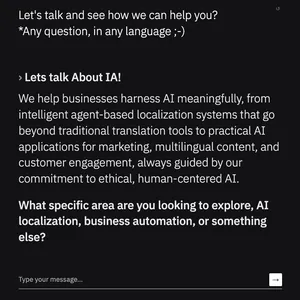 Let's talk and see how we can help you?
*Any question, in any language ;-)
› Lets talk About IA!
We help businesses harness AI meaningfully, from
intelligent agent-based localization systems that go
beyond traditional translation tools to practical AI
applications for marketing, multilingual content, and
customer engagement, always guided by our
commitment to ethical, human-centered AI.
What specific area are you looking to explore, AI
localization, business automation, or something
else?
Type your message...
→